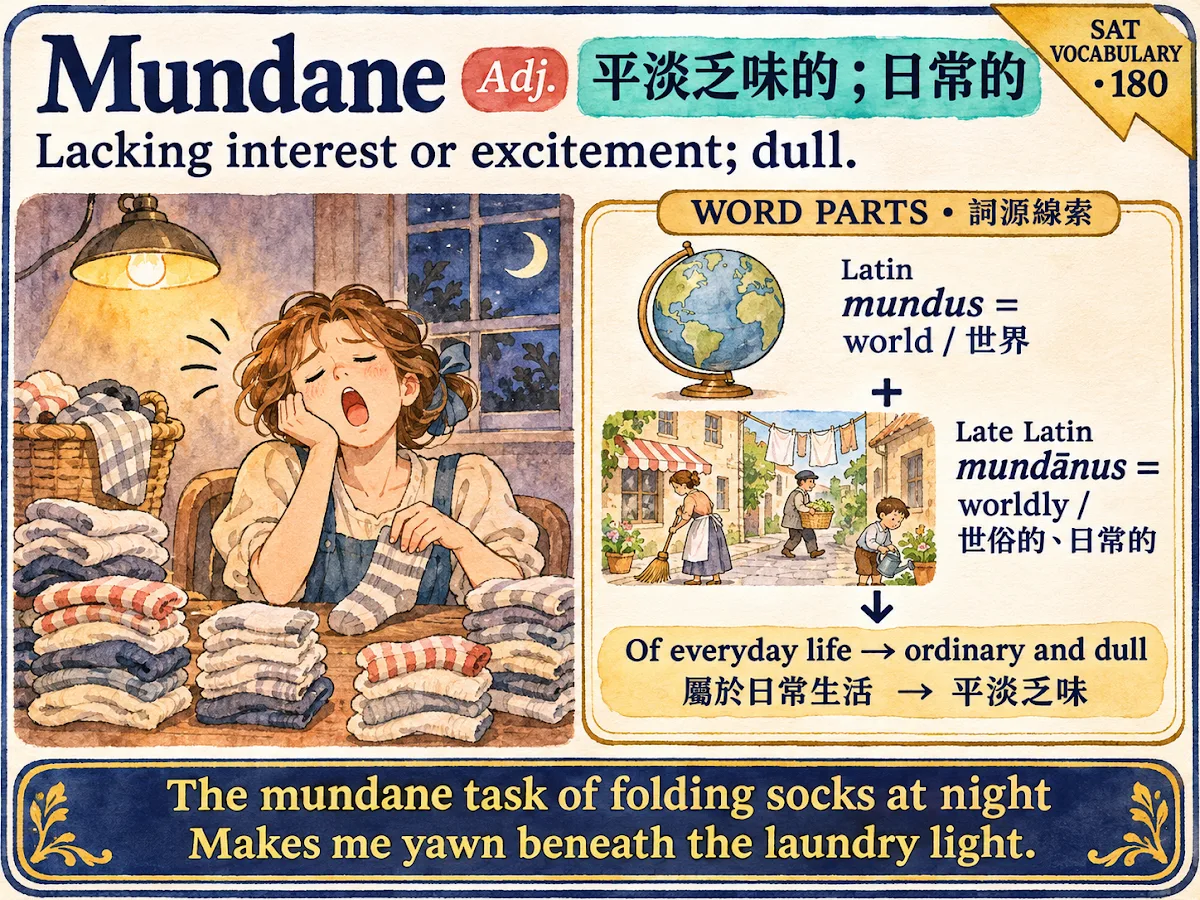 Mundane Adj. 平淡乏味的；日常的
SAT
VOCABULARY
·180
Lacking interest or excitement; dull.
WORD PARTS • 詞源線索
Latin
mundus =
world / 世界
+
Late Latin
mundānus =
worldly /
世俗的、日常的
↓
Of everyday life → ordinary and dull
屬於日常生活 → 平淡乏味
The mundane task of folding socks at night
Makes me yawn beneath the laundry light.